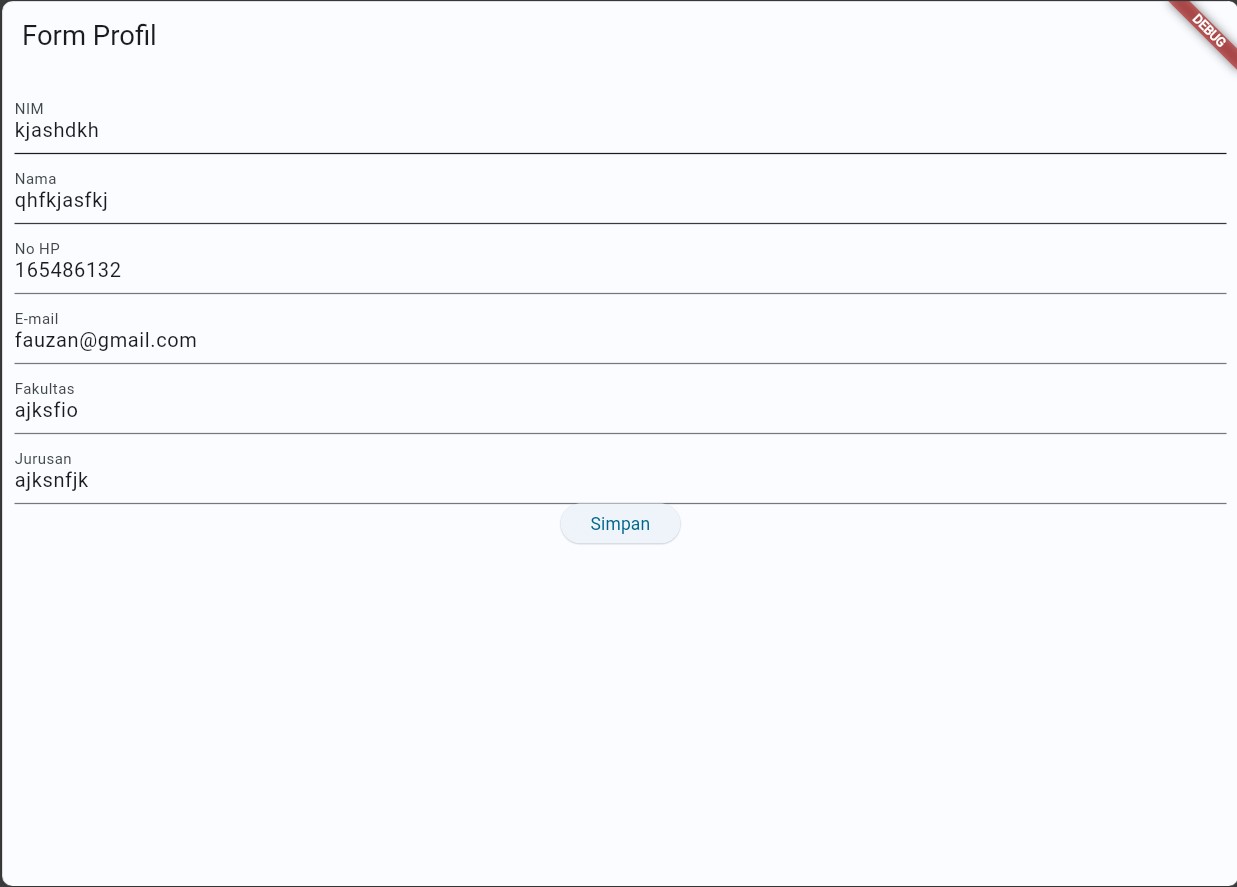 Form Profil
DEBUG
NIM
kjashdkh
Nama
qhfkjasfkj
No HP
165486132
E-mail
fauzan@gmail.com
Fakultas
ajksfio
Jurusan
ajksnfjk
Simpan